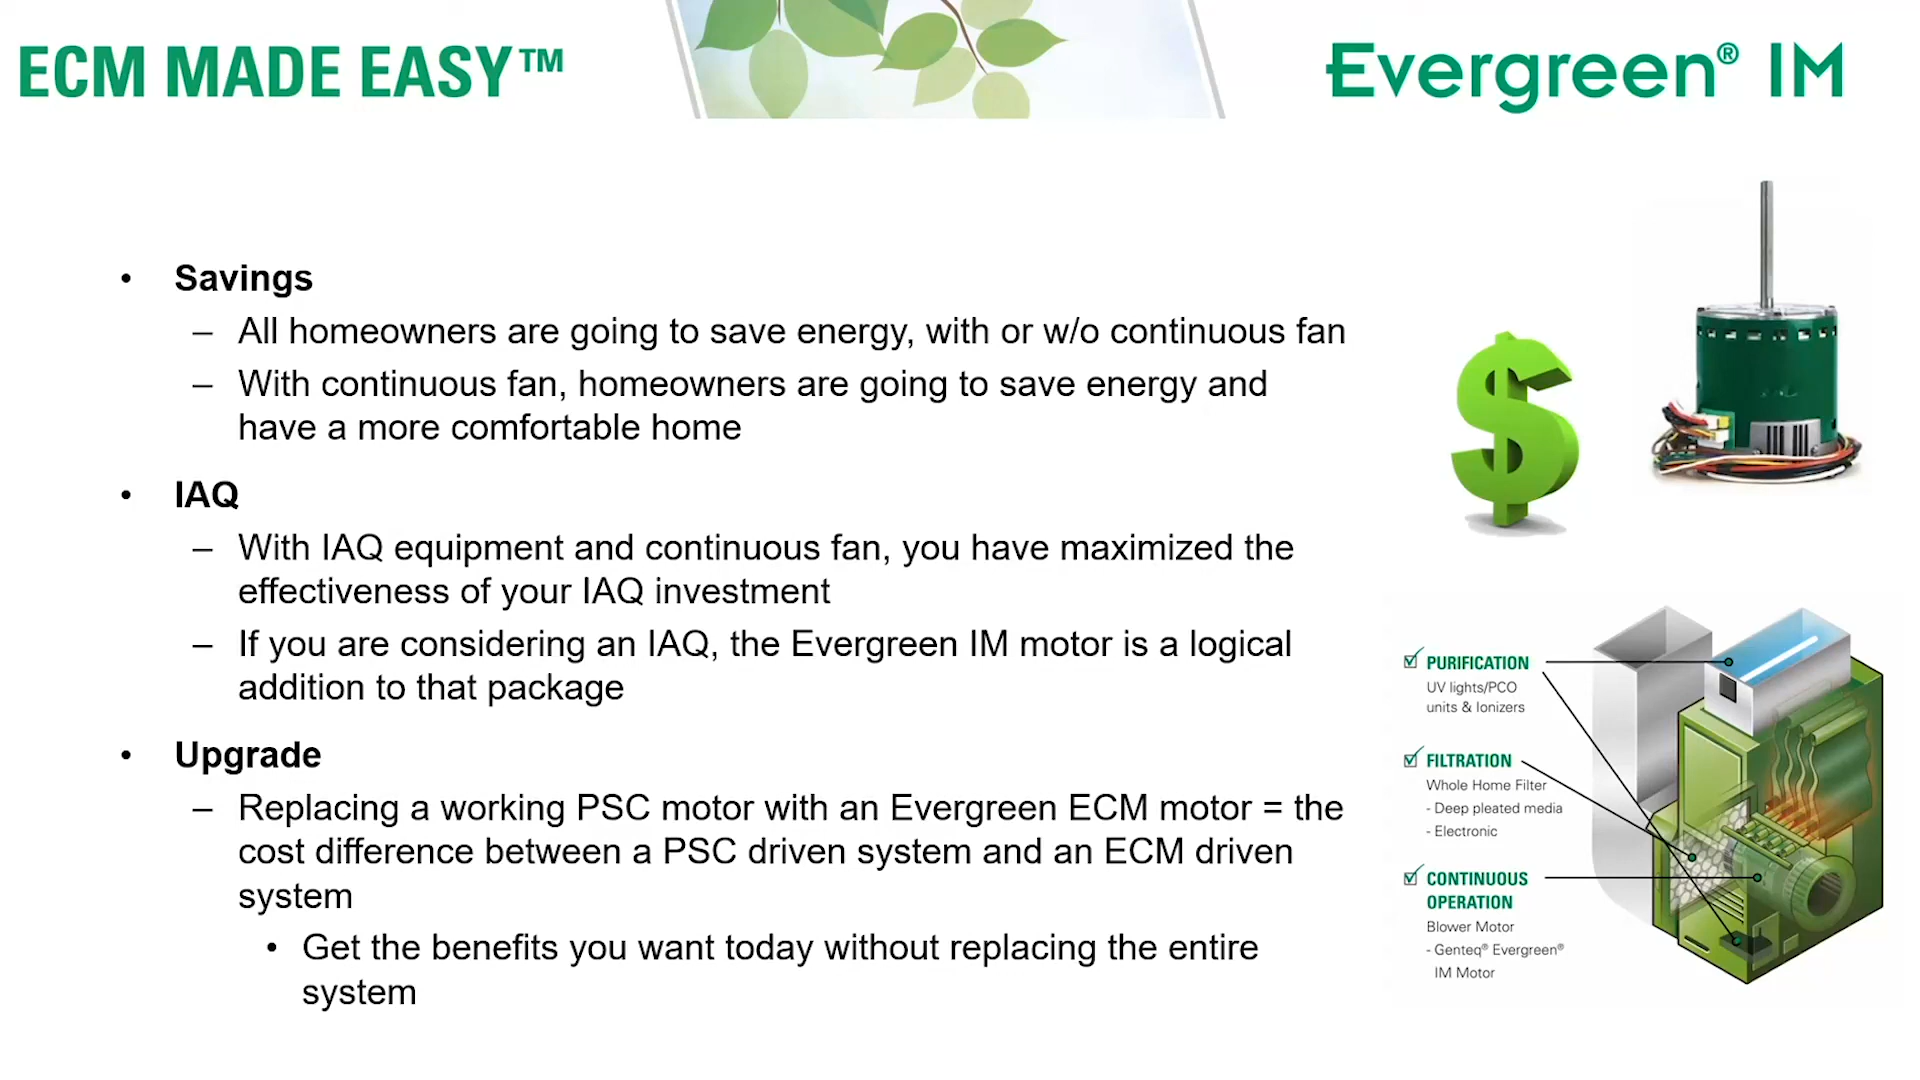 ECM MADE EASY™
Evergreen® IM
• Savings
– All homeowners are going to save energy, with or w/o continuous fan
– With continuous fan, homeowners are going to save energy and
have a more comfortable home
• IAQ
– With IAQ equipment and continuous fan, you have maximized the
effectiveness of your IAQ investment
– If you are considering an IAQ, the Evergreen IM motor is a logical
addition to that package
• Upgrade
– Replacing a working PSC motor with an Evergreen ECM motor = the
cost difference between a PSC driven system and an ECM driven
system
• Get the benefits you want today without replacing the entire
system
$
PURIFICATION
UV lights/PCO
units & Ionizers
FILTRATION
Whole Home Filter
- Deep pleated media
- Electronic
CONTINUOUS
OPERATION
Blower Motor
- Genteq® Evergreen®
IM Motor